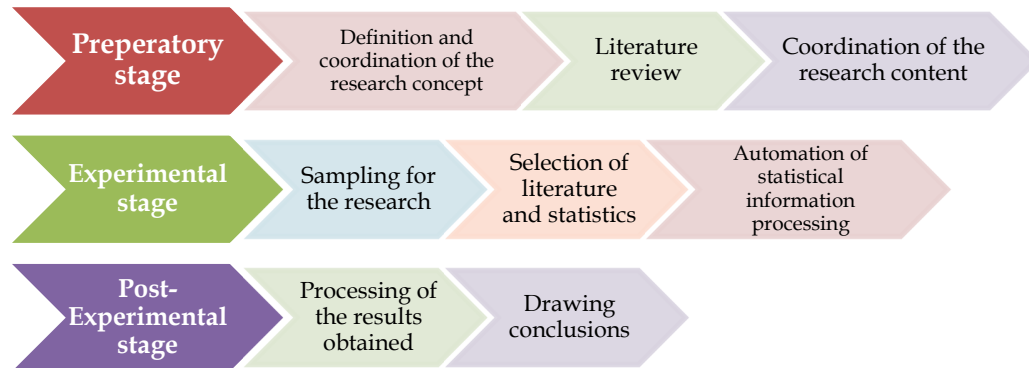 Preperatory
stage
Definition and
coordination of the
research concept
Literature
review
Coordination of the
research content
Experimental
stage
Sampling for
the research
Selection of
literature
and statistics
Automation of
statistical
information
processing
Post-
Experimental
stage
Processing of
the results
obtained
Drawing
conclusions